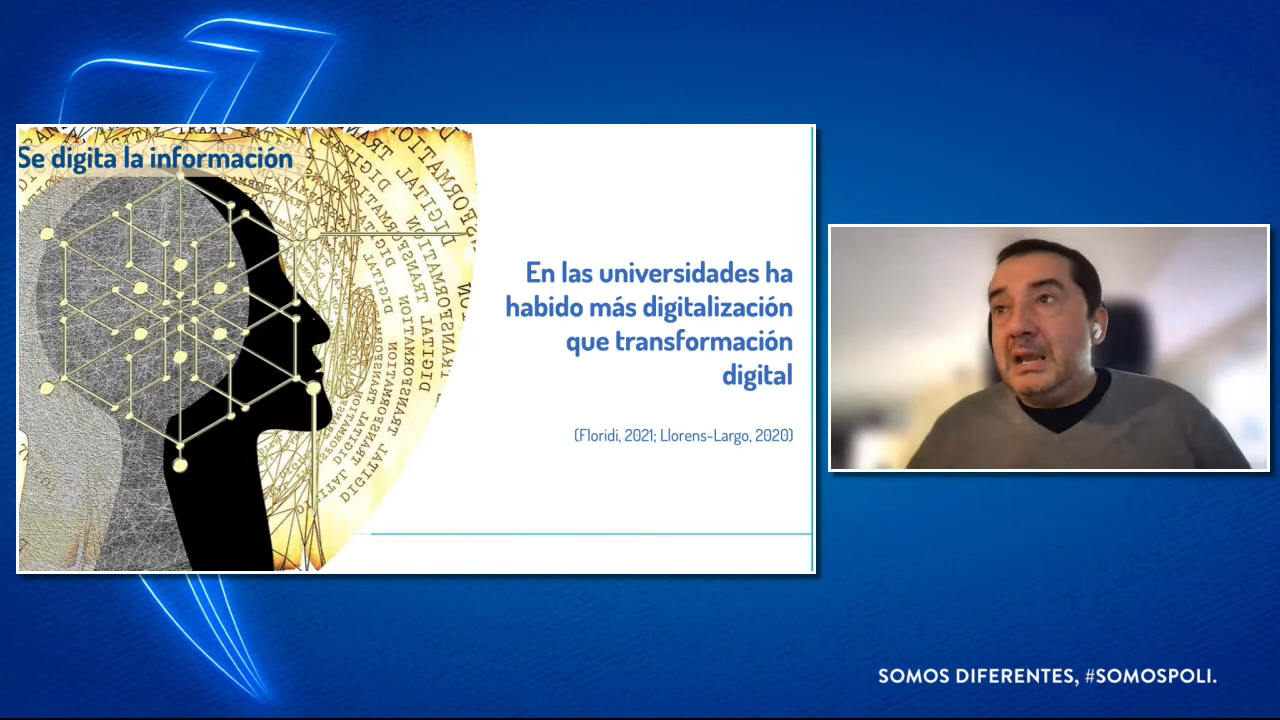 Se digita la información
En las universidades ha
habido más digitalización
que transformación
digital
(Floridi, 2021; Llorens-Largo, 2020)
SOMOS DIFERENTES, #SOMOSPOLI.